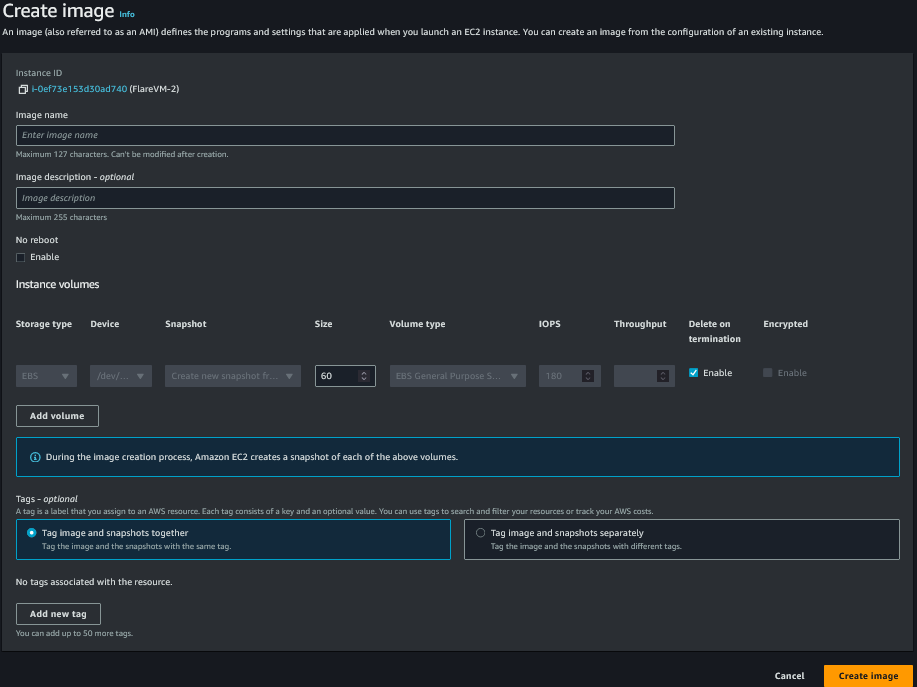 Create image Info
An image (also referred to as an AMI) defines the programs and settings that are applied when you launch an EC2 instance. You can create an image from the configuration of an existing instance.
Instance ID
i-0ef73e153d30ad740 (FlareVM-2)
Image name
Enter image name
Maximum 127 characters. Can't be modified after creation.
Image description - optional
Image description
Maximum 255 characters
No reboot
Enable
Instance volumes
Storage type Device Snapshot Size Volume type IOPS Throughput Delete on termination Encrypted
EBS /dev/... Create new snapshot fr... 60 EBS General Purpose S... 180 Enable Enable
Add volume
During the image creation process, Amazon EC2 creates a snapshot of each of the above volumes.
Tags - optional
A tag is a label that you assign to an AWS resource. Each tag consists of a key and an optional value. You can use tags to search and filter your resources or track your AWS costs.
Tag image and snapshots together
Tag the image and the snapshots with the same tag.
Tag image and snapshots separately
Tag the image and the snapshots with different tags.
No tags associated with the resource.
Add new tag
You can add up to 50 more tags.
Cancel Create image